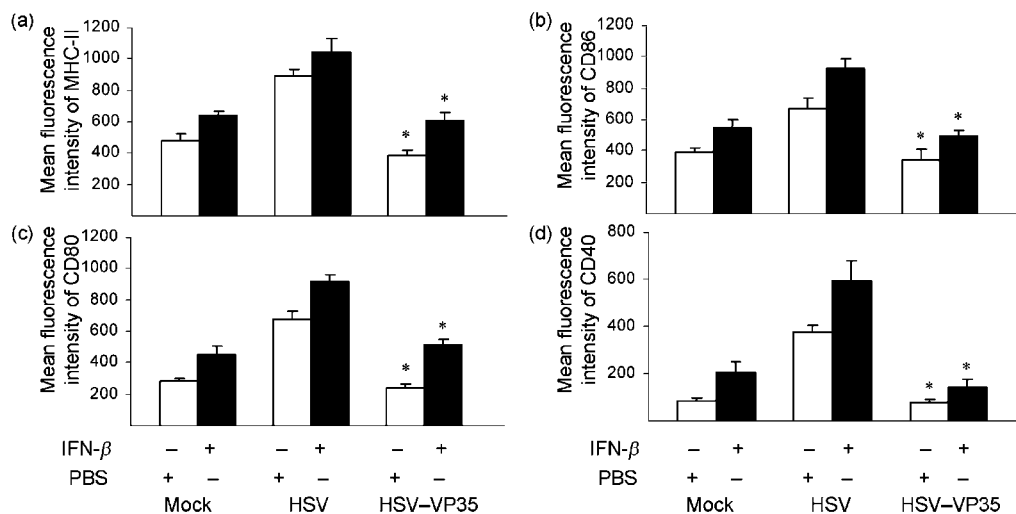 (a)
Mean fluorescence
intensity of MHC-II
1200
1000
800
600
400
200
* *
(b)
Mean fluorescence
intensity of CD86
1200
1000
800
600
400
200
* *
(c)
Mean fluorescence
intensity of CD80
1200
1000
800
600
400
200
* *
(d)
Mean fluorescence
intensity of CD40
800
600
400
200
* *
IFN-β – + – + – +
PBS + – + – + –
Mock HSV HSV–VP35
IFN-β – + – + – +
PBS + – + – + –
Mock HSV HSV–VP35